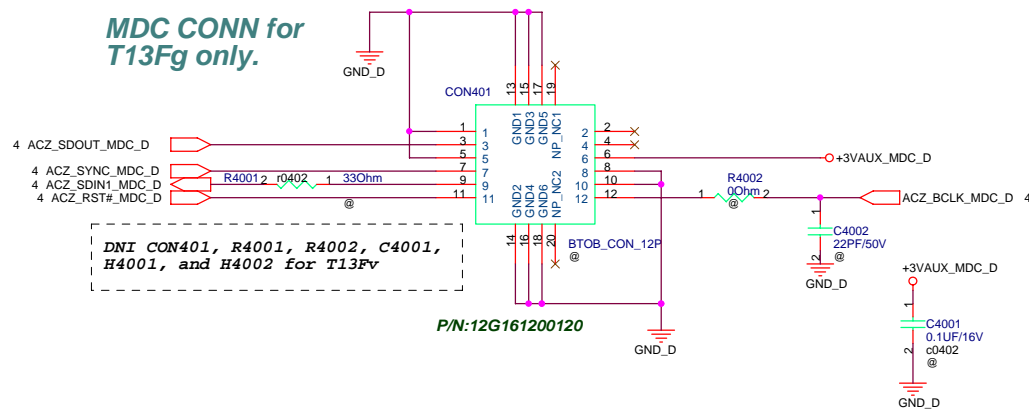 MDC CONN for
T13Fg only.
GND_D
CON401
13
15
17
19
GND1
GND3
GND5
NP_NC1
1
1
2
2
3
3
4
4
5
5
6
6
7
7
8
8
9
9
10
10
11
11
12
12
GND2
GND4
GND6
NP_NC2
14
16
18
20
4 ACZ_SDOUT_MDC_D
4 ACZ_SYNC_MDC_D
4 ACZ_SDIN1_MDC_D
4 ACZ_RST#_MDC_D
R4001 2 r0402 1 33Ohm
@
+3VAUX_MDC_D
R4002
1 0Ohm 2
@
ACZ_BCLK_MDC_D 4
1
C4002
22PF/50V
2 @
GND_D
BTOB_CON_12P
@
DNI CON401, R4001, R4002, C4001,
H4001, and H4002 for T13Fv
P/N:12G161200120
GND_D
+3VAUX_MDC_D
1
C4001
0.1UF/16V
2 c0402
@
GND_D